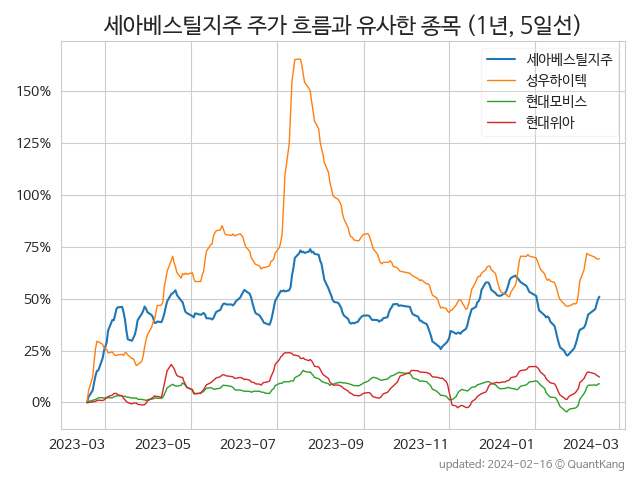 세아베스틸지주 주가 흐름과 유사한 종목 (1년, 5일선)
세아베스틸지주
성우하이텍
현대모비스
현대위아
150%
125%
100%
75%
50%
25%
0%
2023-03 2023-05 2023-07 2023-09 2023-11 2024-01 2024-03
updated: 2024-02-16 © QuantKang